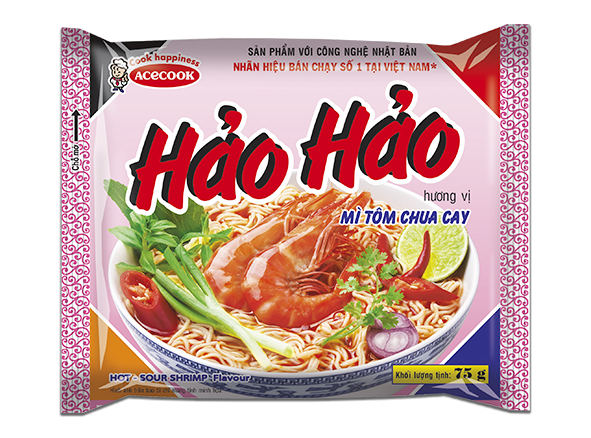 Cook happiness
ACECOOK
SẢN PHẨM VỚI CÔNG NGHỆ NHẬT BẢN
NHÃN HIỆU BÁN CHẠY SỐ 1 TẠI VIỆT NAM*
Chỗ mở
Hảo Hảo
hương vị
MÌ TÔM CHUA CAY
HOT - SOUR SHRIMP Flavour
Khối lượng tịnh: 75 g